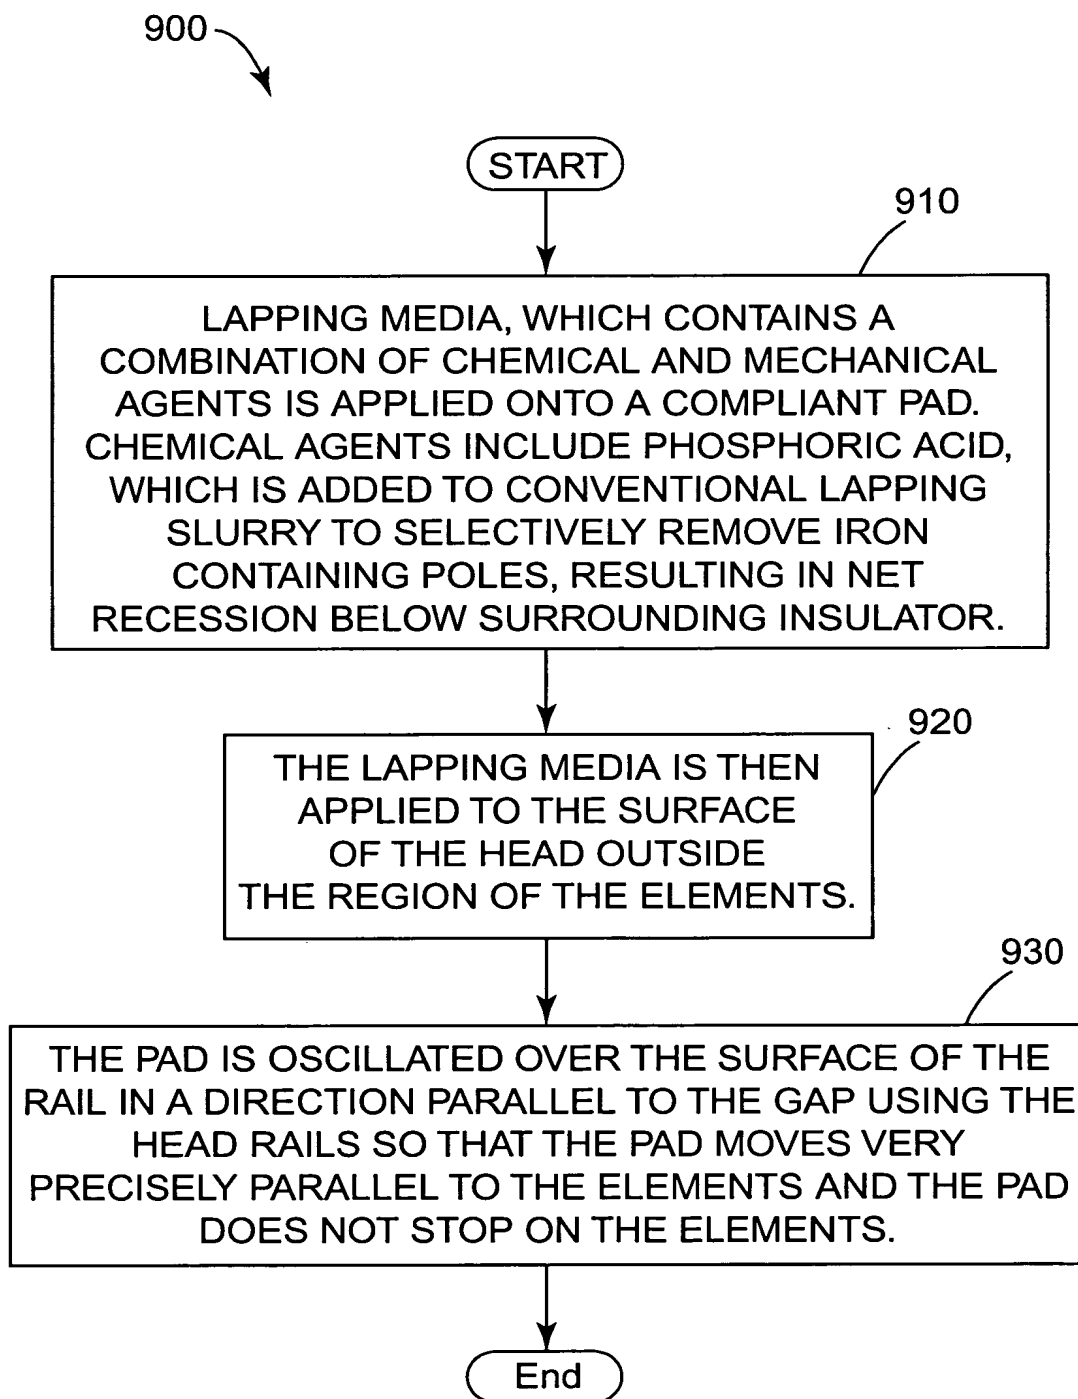 900
START
910
LAPPING MEDIA, WHICH CONTAINS A
COMBINATION OF CHEMICAL AND MECHANICAL
AGENTS IS APPLIED ONTO A COMPLIANT PAD.
CHEMICAL AGENTS INCLUDE PHOSPHORIC ACID,
WHICH IS ADDED TO CONVENTIONAL LAPPING
SLURRY TO SELECTIVELY REMOVE IRON
CONTAINING POLES, RESULTING IN NET
RECESSION BELOW SURROUNDING INSULATOR.
920
THE LAPPING MEDIA IS THEN
APPLIED TO THE SURFACE
OF THE HEAD OUTSIDE
THE REGION OF THE ELEMENTS.
930
THE PAD IS OSCILLATED OVER THE SURFACE OF THE
RAIL IN A DIRECTION PARALLEL TO THE GAP USING THE
HEAD RAILS SO THAT THE PAD MOVES VERY
PRECISELY PARALLEL TO THE ELEMENTS AND THE PAD
DOES NOT STOP ON THE ELEMENTS.
End